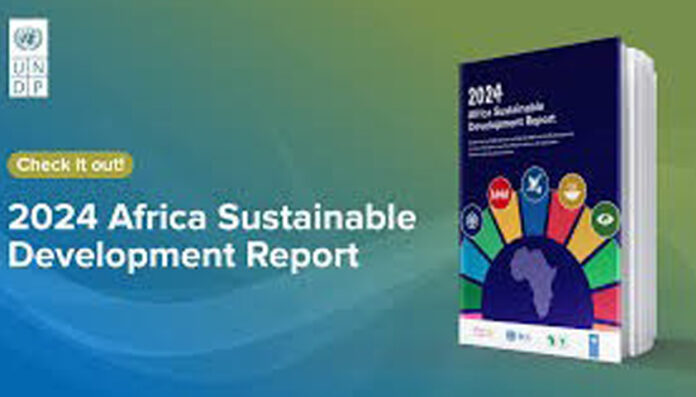 UN
DP
Check it out!
2024 Africa Sustainable
Development Report
2024
Africa Sustainable
Development Report